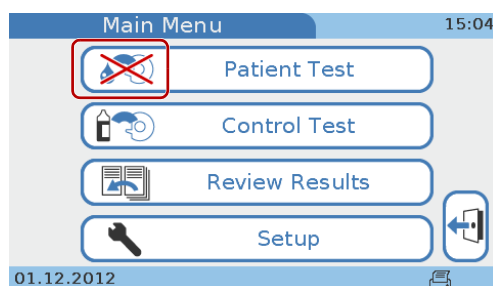 Main Menu 15:04
Patient Test
Control Test
Review Results
Setup
01.12.2012